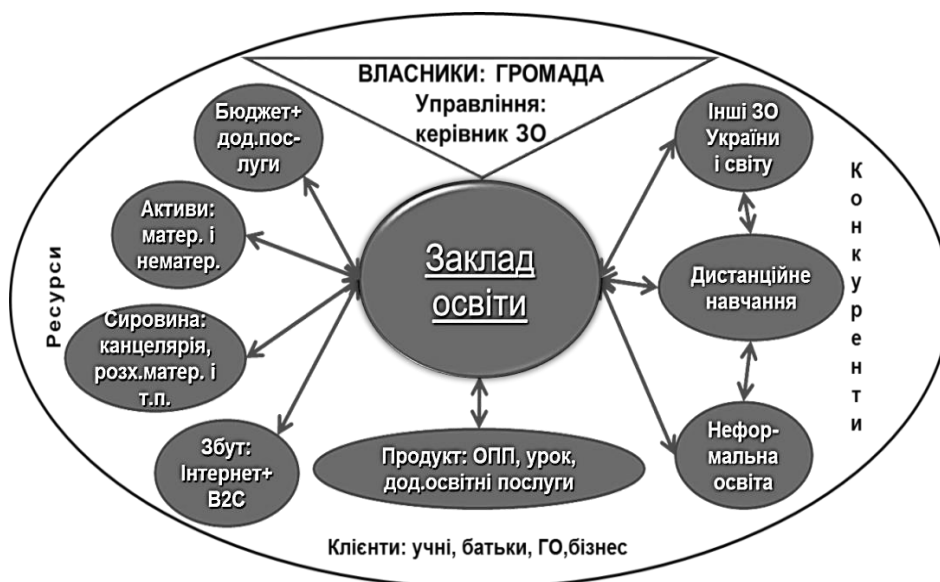 ВЛАСНИКИ: ГРОМАДА
Управління:
керівник ЗО
Бюджет+
дод.пос-
луги
Активи:
матер. і
нематер.
Ресурси
Сировина:
канцелярія,
розх.матер. і
т.п.
Збут:
Інтернет+
В2С
Заклад
освіти
Продукт: ОПП, урок,
дод.освітні послуги
Інші ЗО
України
і світу
Дистанційне
навчання
Нефор-
мальна
освіта
Конкуренти
Клієнти: учні, батьки, ГО,бізнес